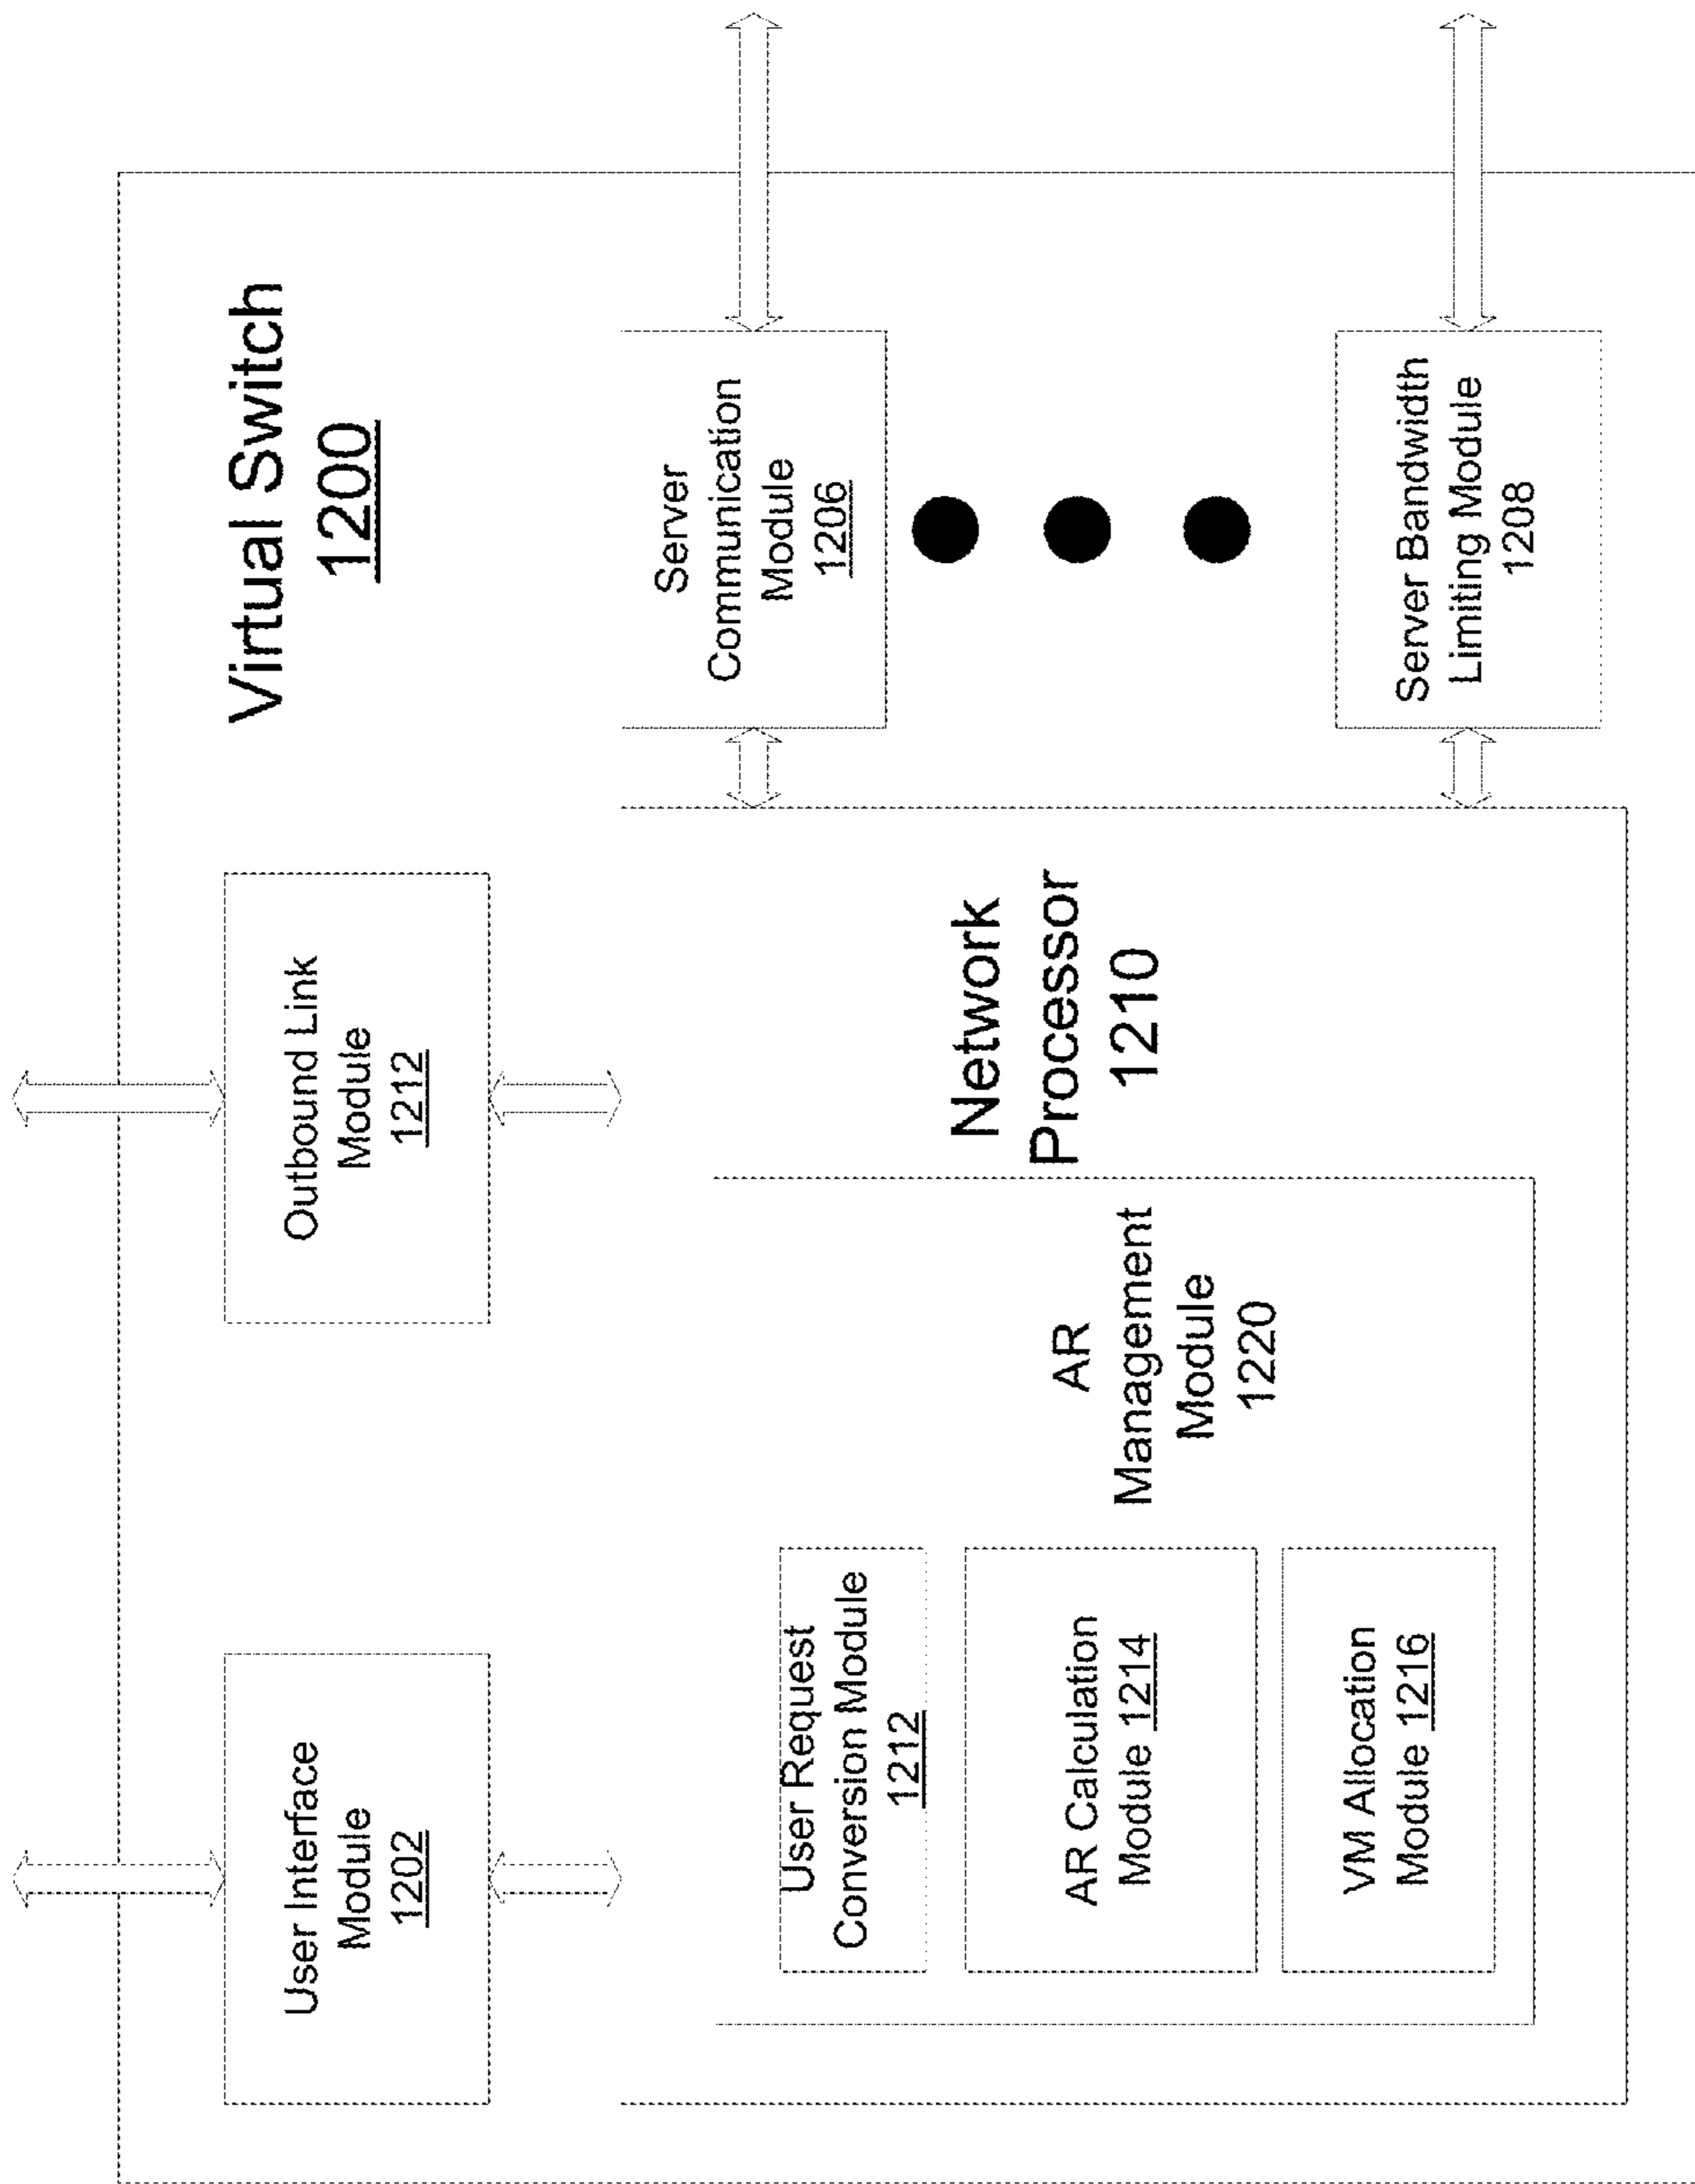 Virtual Switch
1200
User Interface
Module
1202
Outbound Link
Module
1212
Server
Communication
Module
1206
Server Bandwidth
Limiting Module
1208
Network
Processor
1210
AR
Management
Module
1220
User Request
Conversion Module
1212
AR Calculation
Module 1214
VM Allocation
Module 1216